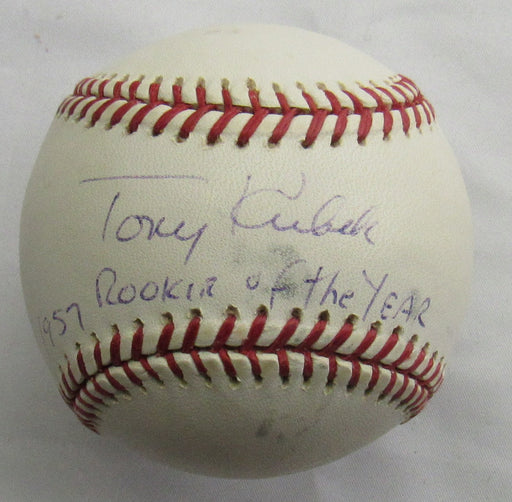 Tony Kubek
1957 ROOKIE of the YEAR